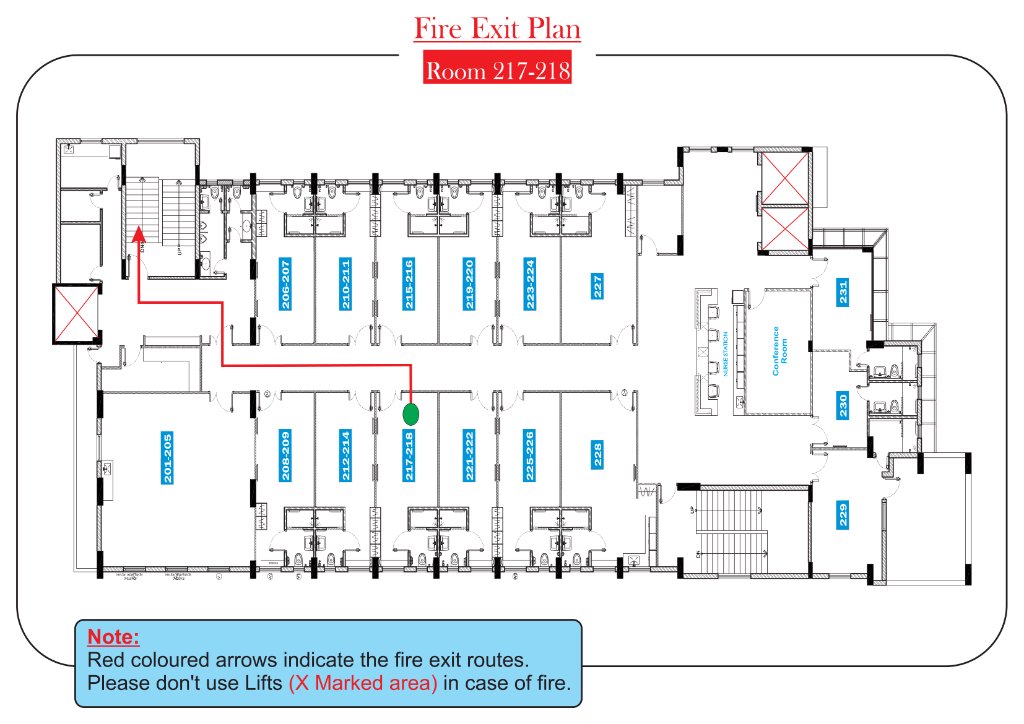 Fire Exit Plan
Room 217-218
206-207
210-211
215-216
219-220
223-224
227
231
NURSE STATION
Conference
Room
230
201-205
208-209
212-214
217-218
221-222
225-226
228
229
Note:
Red coloured arrows indicate the fire exit routes.
Please don't use Lifts (X Marked area) in case of fire.